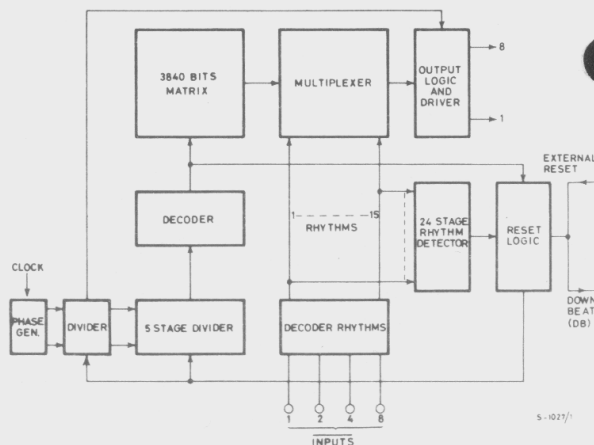 3840 BITS
MATRIX
MULTIPLEXER
OUTPUT
LOGIC
AND
DRIVER
8
1
EXTERNAL
RESET
DECODER
1 15
RHYTHMS
24 STAGE
RHYTHM
DETECTOR
RESET
LOGIC
CLOCK
PHASE
GEN.
DIVIDER
5 STAGE DIVIDER
DECODER RHYTHMS
DOWN
BEAT
(DB)
1 2 4 8
INPUTS
S-1027/1